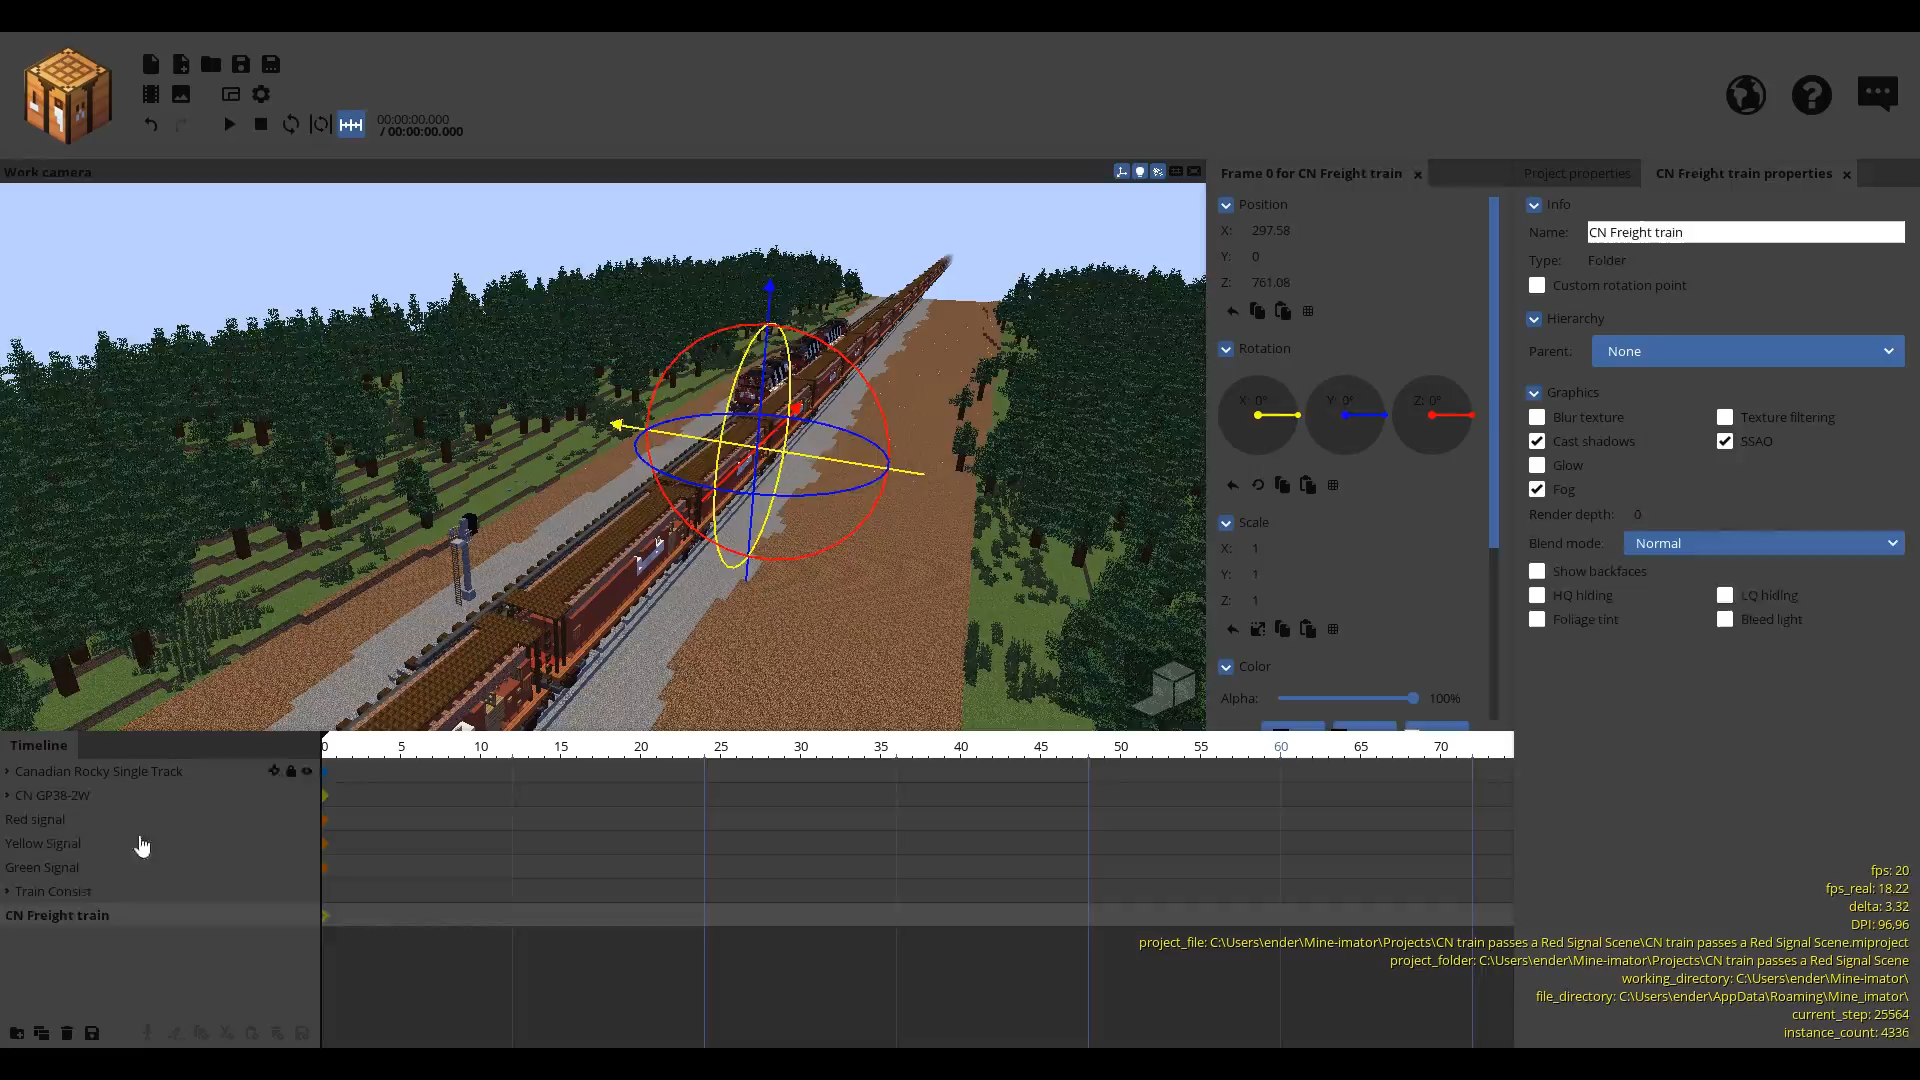 00:00:00.000
/ 00:00:00.000
Work camera
Frame 0 for CN Freight train
Position
X: 297.58
Y: 0
Z: 761.08
Rotation
X: 0° Y: 0° Z: 0°
Scale
X: 1
Y: 1
Z: 1
Color
Alpha: 100%
Project properties CN Freight train properties
Info
Name: CN Freight train
Type: Folder
Custom rotation point
Hierarchy
Parent: None
Graphics
Blur texture Texture filtering
Cast shadows SSAO
Glow
Fog
Render depth: 0
Blend mode: Normal
Show backfaces
HQ hiding LQ hiding
Foliage tint Bleed light
Timeline
0 5 10 15 20 25 30 35 40 45 50 55 60 65 70
Canadian Rocky Single Track
CN GP38-2W
Red signal
Yellow Signal
Green Signal
Train Consist
CN Freight train
fps: 20
fps_real: 18.22
delta: 3,32
DPI: 96,96
project_file: C:\Users\ender\Mine-imator\Projects\CN train passes a Red Signal Scene\CN train passes a Red Signal Scene.miproject
project_folder: C:\Users\ender\Mine-imator\Projects\CN train passes a Red Signal Scene
working_directory: C:\Users\ender\Mine-imator\
file_directory: C:\Users\ender\AppData\Roaming\Mine_imator\
current_step: 25564
instance_count: 4336